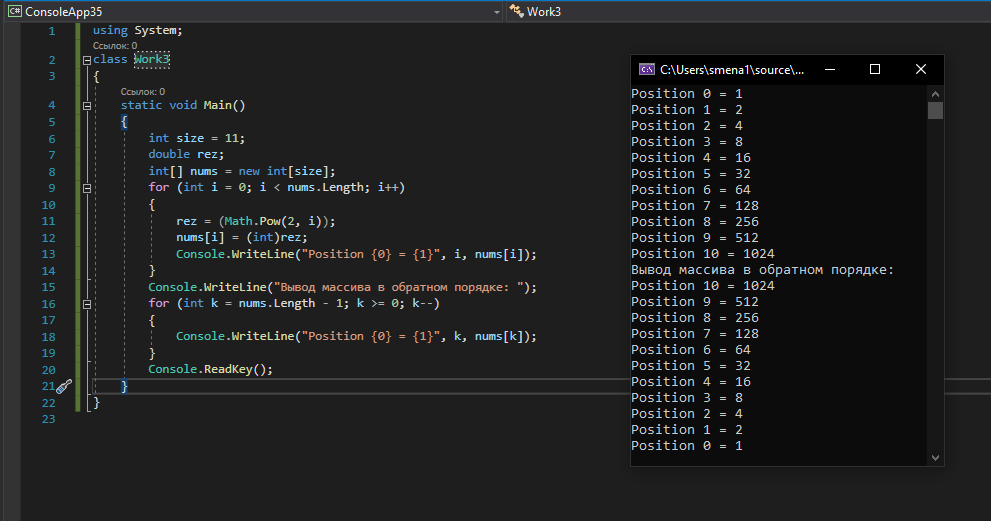 C# ConsoleApp35
Work3
1 using System;
Ссылок: 0
2 class Work3
3 {
Ссылок: 0
4 static void Main()
5 {
6 int size = 11;
7 double rez;
8 int[] nums = new int[size];
9 for (int i = 0; i < nums.Length; i++)
10 {
11 rez = (Math.Pow(2, i));
12 nums[i] = (int)rez;
13 Console.WriteLine("Position {0} = {1}", i, nums[i]);
14 }
15 Console.WriteLine("Вывод массива в обратном порядке: ");
16 for (int k = nums.Length - 1; k >= 0; k--)
17 {
18 Console.WriteLine("Position {0} = {1}", k, nums[k]);
19 }
20 Console.ReadKey();
21 }
22 }
23
C:\Users\smena1\source\...
Position 0 = 1
Position 1 = 2
Position 2 = 4
Position 3 = 8
Position 4 = 16
Position 5 = 32
Position 6 = 64
Position 7 = 128
Position 8 = 256
Position 9 = 512
Position 10 = 1024
Вывод массива в обратном порядке:
Position 10 = 1024
Position 9 = 512
Position 8 = 256
Position 7 = 128
Position 6 = 64
Position 5 = 32
Position 4 = 16
Position 3 = 8
Position 2 = 4
Position 1 = 2
Position 0 = 1